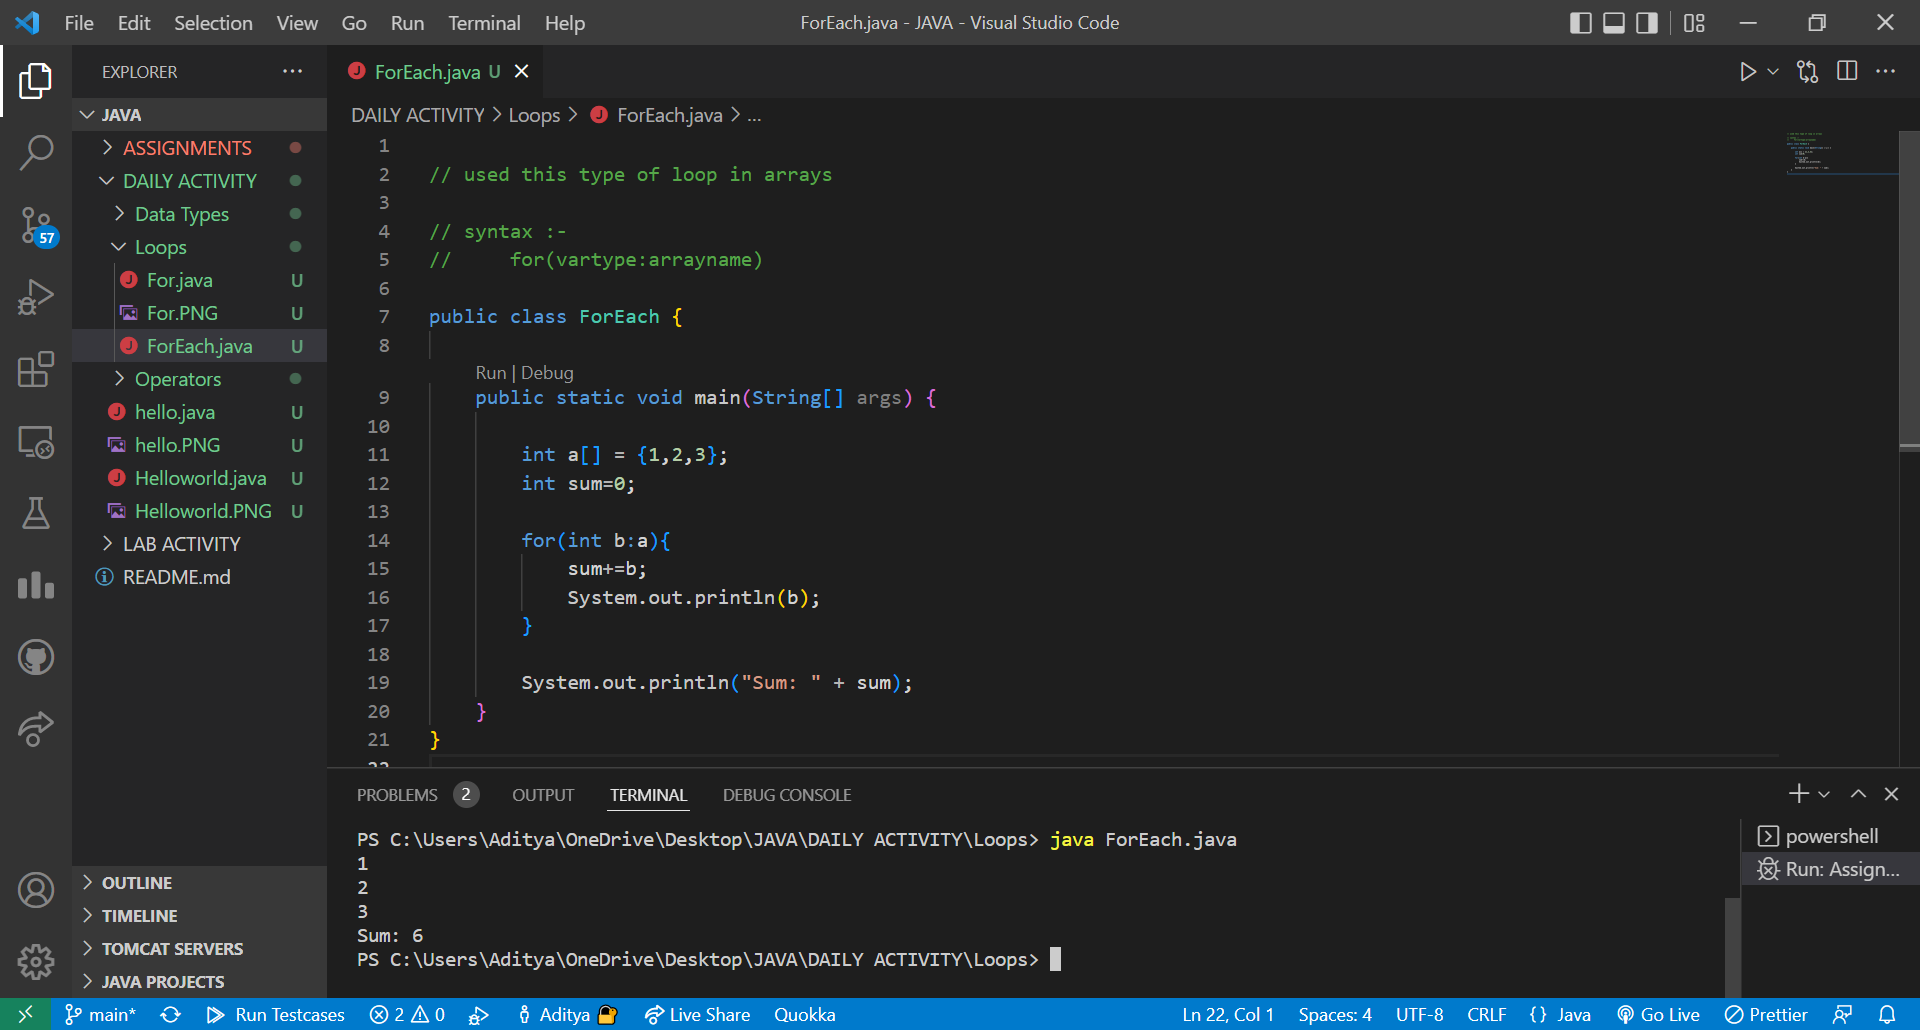 File Edit Selection View Go Run Terminal Help
ForEach.java - JAVA - Visual Studio Code
EXPLORER
JAVA
ASSIGNMENTS
DAILY ACTIVITY
Data Types
Loops
For.java U
For.PNG U
ForEach.java U
Operators
hello.java U
hello.PNG U
Helloworld.java U
Helloworld.PNG U
LAB ACTIVITY
README.md
57
OUTLINE
TIMELINE
TOMCAT SERVERS
JAVA PROJECTS
ForEach.java U
DAILY ACTIVITY > Loops > ForEach.java > ...
1
2 // used this type of loop in arrays
3
4 // syntax :-
5 //     for(vartype:arrayname)
6
7 public class ForEach {
8
Run | Debug
9     public static void main(String[] args) {
10
11         int a[] = {1,2,3};
12         int sum=0;
13
14         for(int b:a){
15             sum+=b;
16             System.out.println(b);
17         }
18
19         System.out.println("Sum: " + sum);
20     }
21 }
22
PROBLEMS 2 OUTPUT TERMINAL DEBUG CONSOLE
PS C:\Users\Aditya\OneDrive\Desktop\JAVA\DAILY ACTIVITY\Loops> java ForEach.java
1
2
3
Sum: 6
PS C:\Users\Aditya\OneDrive\Desktop\JAVA\DAILY ACTIVITY\Loops>
powershell
Run: Assign...
main* Run Testcases 2 0 Aditya Live Share Quokka Ln 22, Col 1 Spaces: 4 UTF-8 CRLF {} Java Go Live Prettier